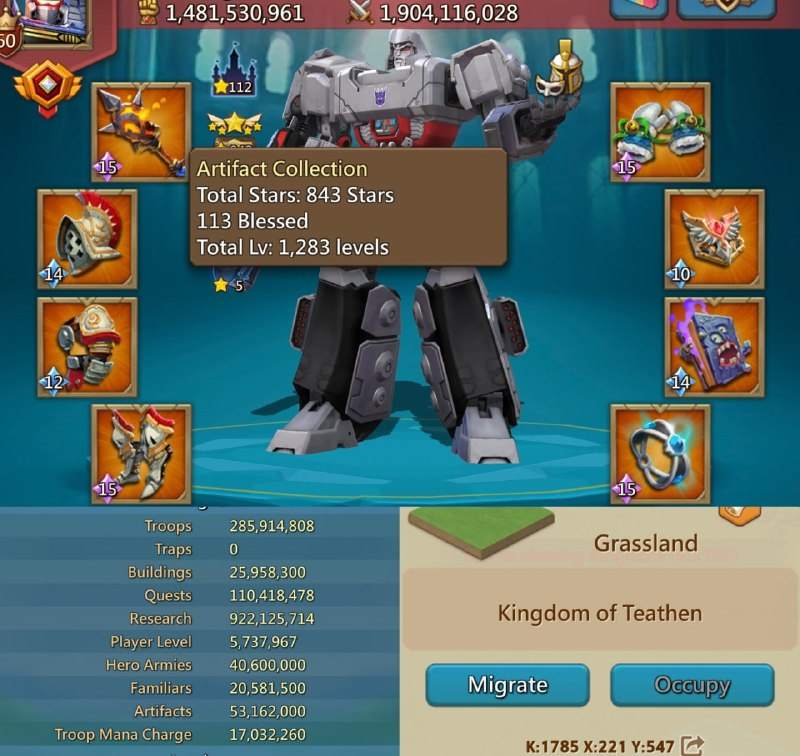 60
1,481,530,961
1,904,116,028
112
15
15
Artifact Collection
Total Stars: 843 Stars
113 Blessed
Total Lv: 1,283 levels
14
10
5
12
14
15
15
Troops 285,914,808
Traps 0
Buildings 25,958,300
Quests 110,418,478
Research 922,125,714
Player Level 5,737,967
Hero Armies 40,600,000
Familiars 20,581,500
Artifacts 53,162,000
Troop Mana Charge 17,032,260
Grassland
Kingdom of Teathen
Migrate
Occupy
K:1785 X:221 Y:547